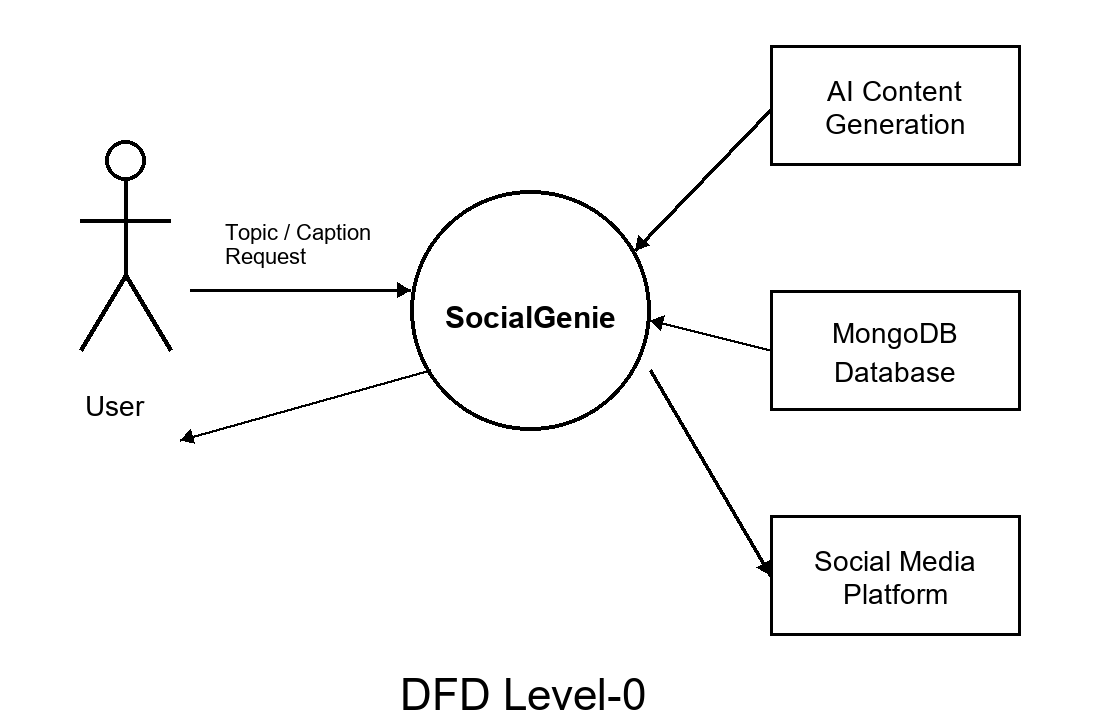 AI Content
Generation
Topic / Caption
Request
SocialGenie
MongoDB
Database
User
Social Media
Platform
DFD Level-0